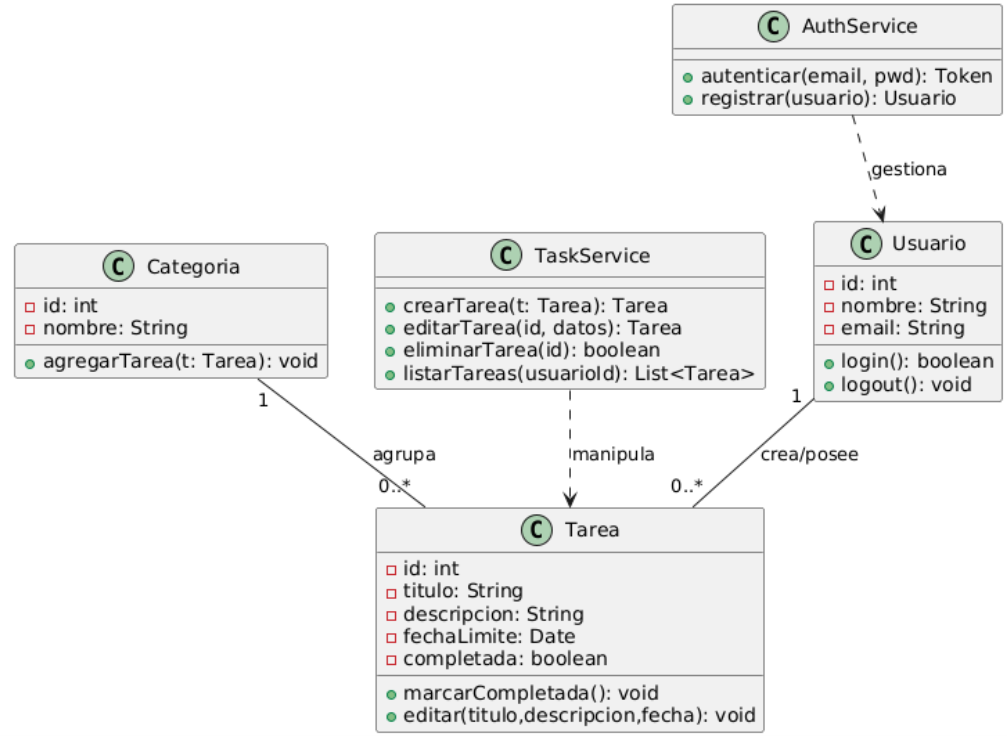 C AuthService
autenticar(email, pwd): Token
registrar(usuario): Usuario
gestiona
C Usuario
id: int
nombre: String
email: String
login(): boolean
logout(): void
C Categoria
id: int
nombre: String
agregarTarea(t: Tarea): void
C TaskService
crearTarea(t: Tarea): Tarea
editarTarea(id, datos): Tarea
eliminarTarea(id): boolean
listarTareas(usuarioId): List<Tarea>
1
agrupa
0..*
manipula
1
crea/posee
0..*
C Tarea
id: int
titulo: String
descripcion: String
fechaLimite: Date
completada: boolean
marcarCompletada(): void
editar(titulo,descripcion,fecha): void